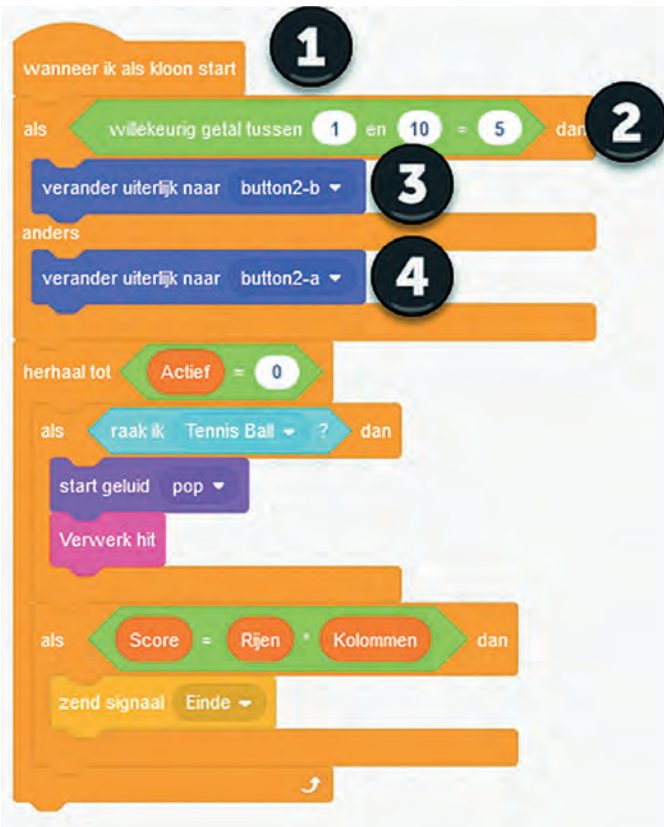 1
wanneer ik als kloon start
als willekeurig getal tussen 1 en 10 = 5 dan 2
verander uiterlijk naar button2-b 3
anders
verander uiterlijk naar button2-a 4
herhaal tot Actief = 0
als raak ik Tennis Ball ? dan
start geluid pop
Verwerk hit
als Score = Rijen * Kolommen dan
zend signaal Einde